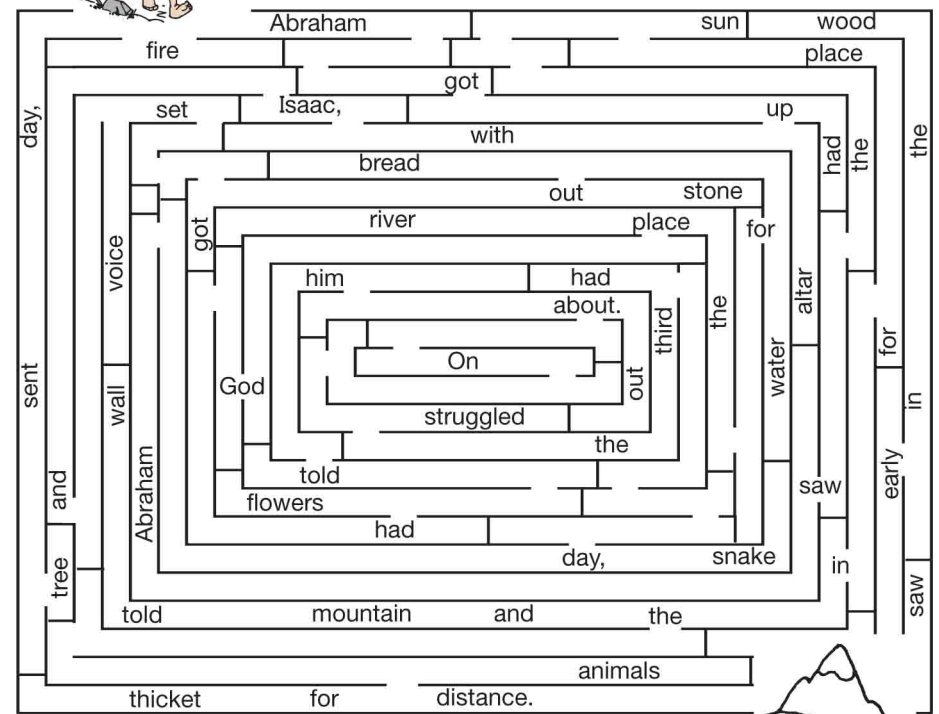 Abraham sun wood
fire place
got
set Isaac, up
with
bread
out stone
river place for
him had
about.
On
struggled
the
told
flowers
had
day, snake
told mountain and the
animals
thicket for distance.
day,
sent
and
tree
voice
wall
Abraham
got
God
out
third
the
water
altar
saw
had
in
the
for
early
the
in
saw